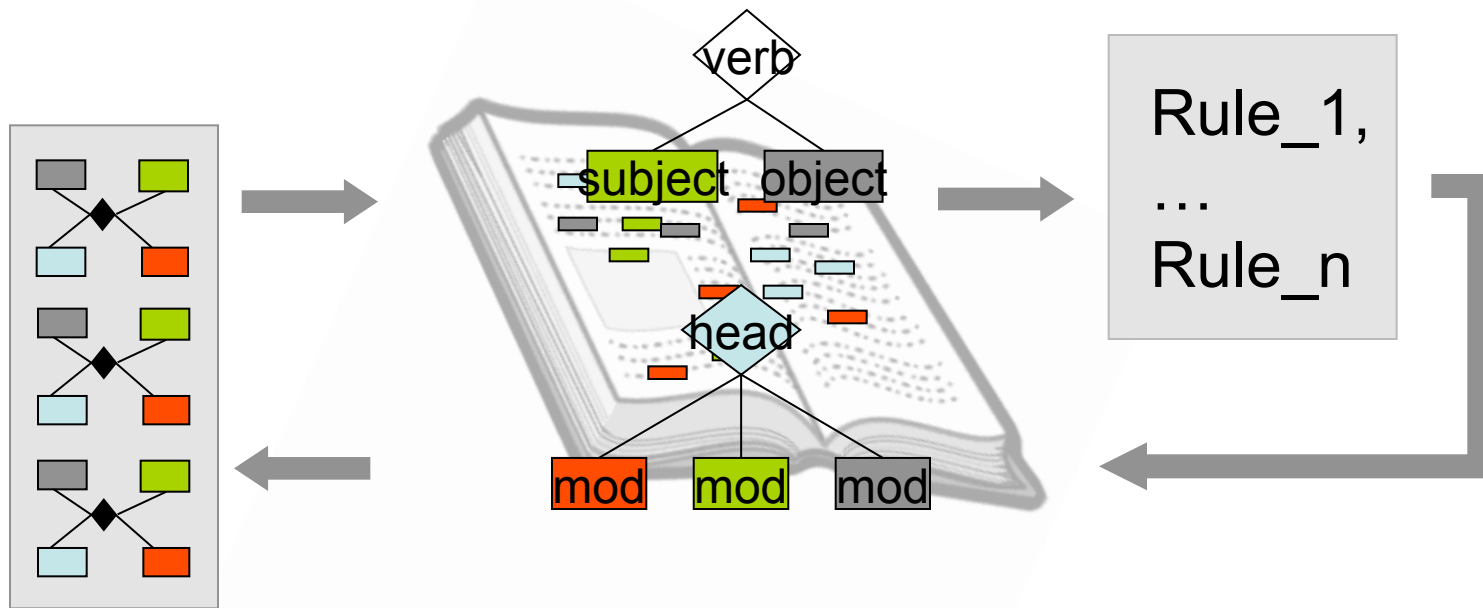 verb
subject object
head
mod mod mod
Rule_1,
...
Rule_n